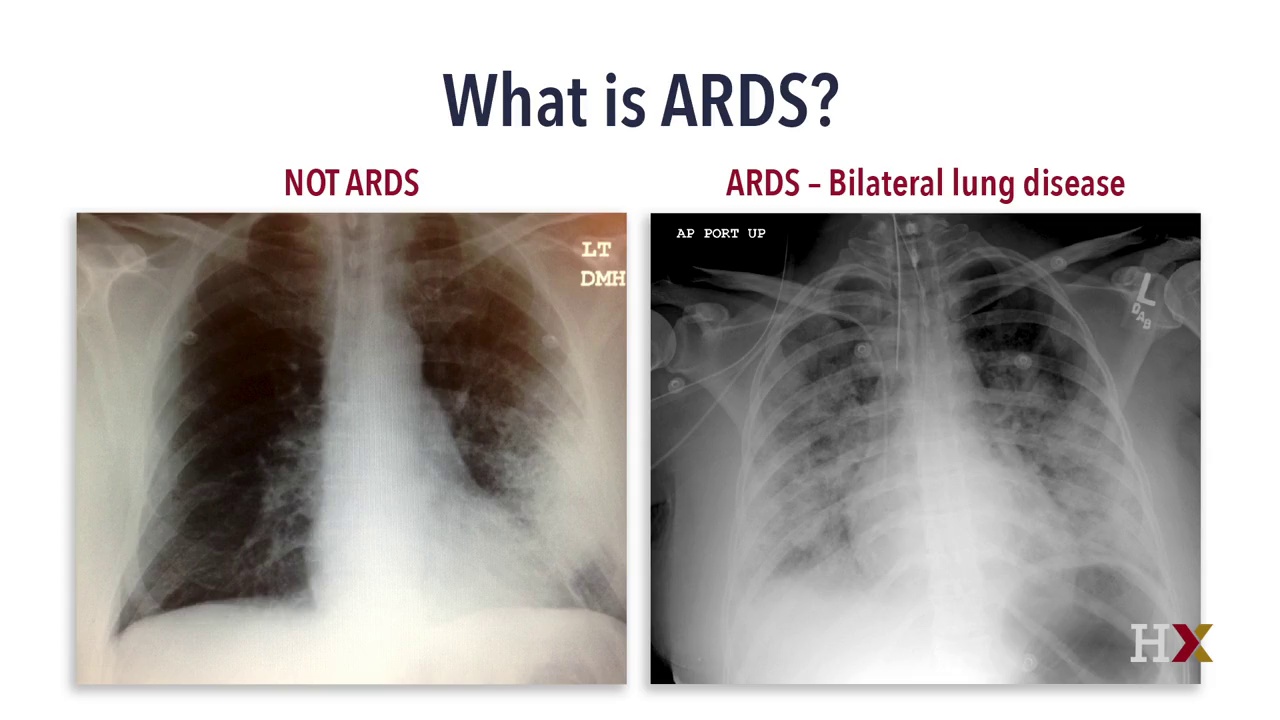 What is ARDS?
NOT ARDS
ARDS – Bilateral lung disease
LT
DMH
AP PORT UP
L
DAB
HX